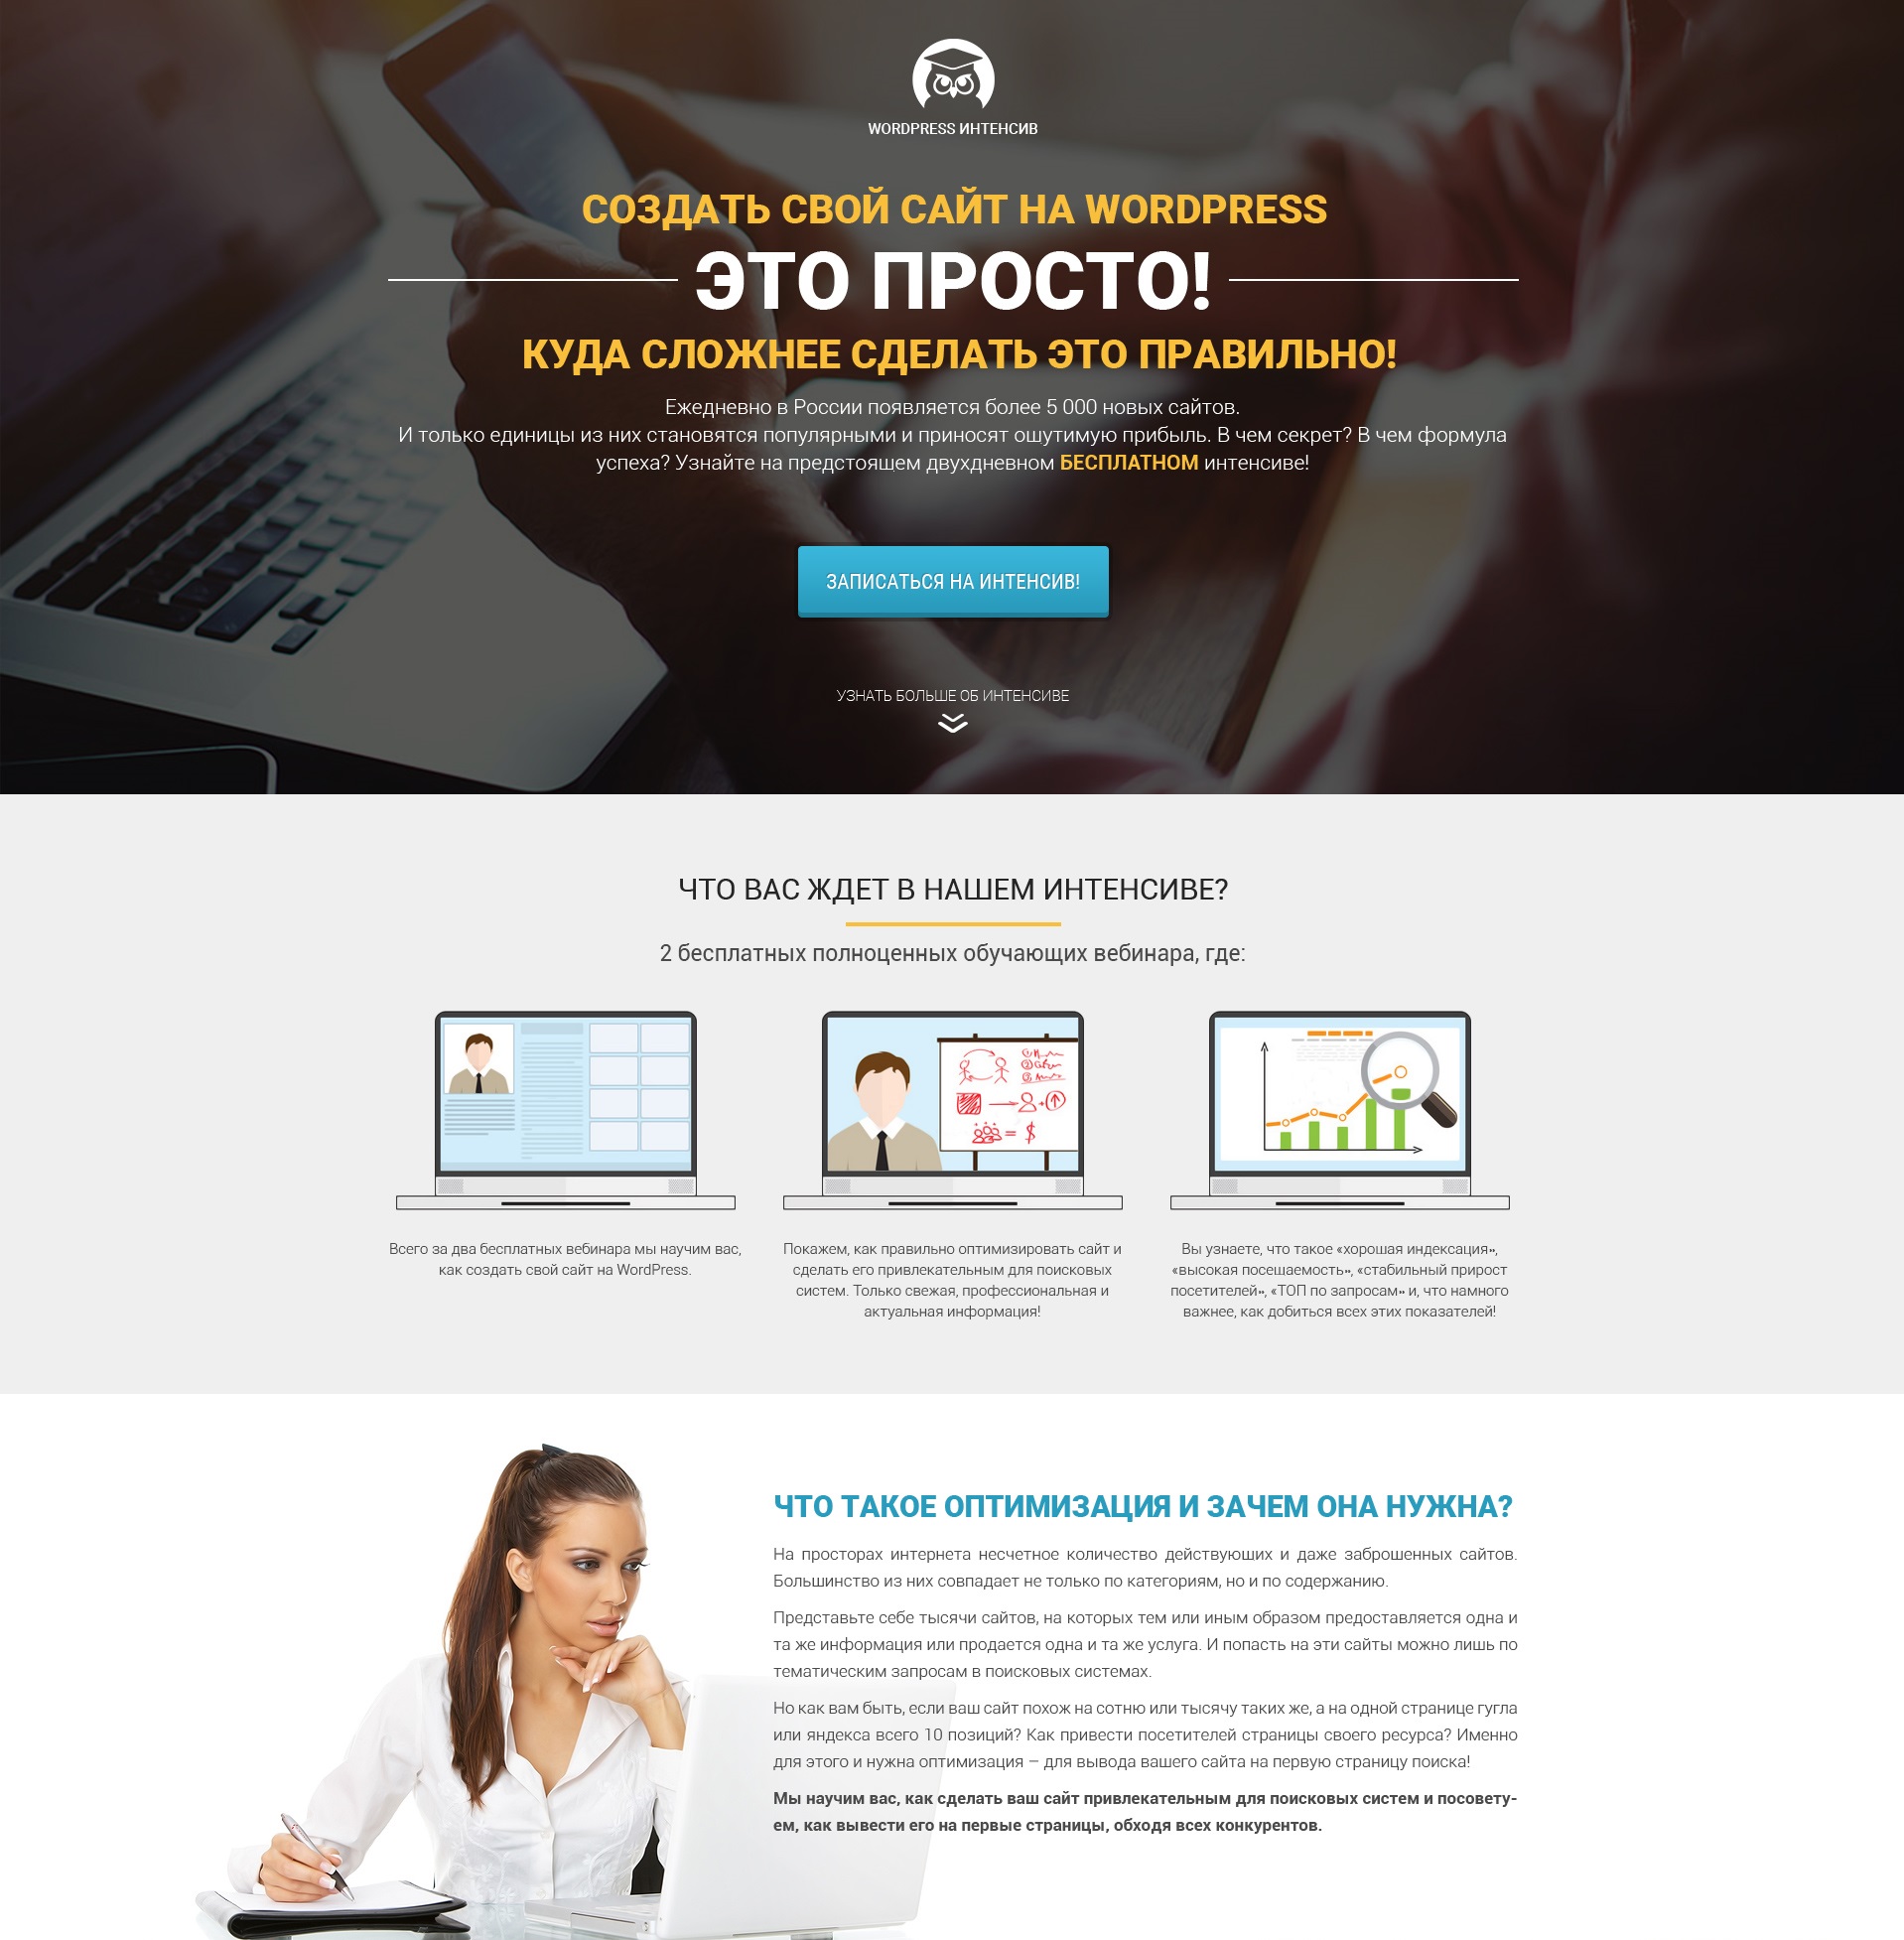 WORDPRESS ИНТЕНСИВ
СОЗДАТЬ СВОЙ САЙТ НА WORDPRESS
ЭТО ПРОСТО!
КУДА СЛОЖНЕЕ СДЕЛАТЬ ЭТО ПРАВИЛЬНО!
Ежедневно в России появляется более 5 000 новых сайтов.
И только единицы из них становятся популярными и приносят ощутимую прибыль. В чем секрет? В чем формула
успеха? Узнайте на предстоящем двухдневном БЕСПЛАТНОМ интенсиве!
ЗАПИСАТЬСЯ НА ИНТЕНСИВ!
УЗНАТЬ БОЛЬШЕ ОБ ИНТЕНСИВЕ
ЧТО ВАС ЖДЕТ В НАШЕМ ИНТЕНСИВЕ?
2 бесплатных полноценных обучающих вебинара, где:
Всего за два бесплатных вебинара мы научим вас,
как создать свой сайт на WordPress.
Покажем, как правильно оптимизировать сайт и
сделать его привлекательным для поисковых
систем. Только свежая, профессиональная и
актуальная информация!
Вы узнаете, что такое «хорошая индексация»,
«высокая посещаемость», «стабильный прирост
посетителей», «ТОП по запросам» и, что намного
важнее, как добиться всех этих показателей!
ЧТО ТАКОЕ ОПТИМИЗАЦИЯ И ЗАЧЕМ ОНА НУЖНА?
На просторах интернета несчетное количество действующих и даже заброшенных сайтов.
Большинство из них совпадает не только по категориям, но и по содержанию.
Представьте себе тысячи сайтов, на которых тем или иным образом предоставляется одна и
та же информация или продается одна и та же услуга. И попасть на эти сайты можно лишь по
тематическим запросам в поисковых системах.
Но как вам быть, если ваш сайт похож на сотню или тысячу таких же, а на одной странице гугла
или яндекса всего 10 позиций? Как привести посетителей страницы своего ресурса? Именно
для этого и нужна оптимизация – для вывода вашего сайта на первую страницу поиска!
Мы научим вас, как сделать ваш сайт привлекательным для поисковых систем и посовету-
ем, как вывести его на первые страницы, обходя всех конкурентов.